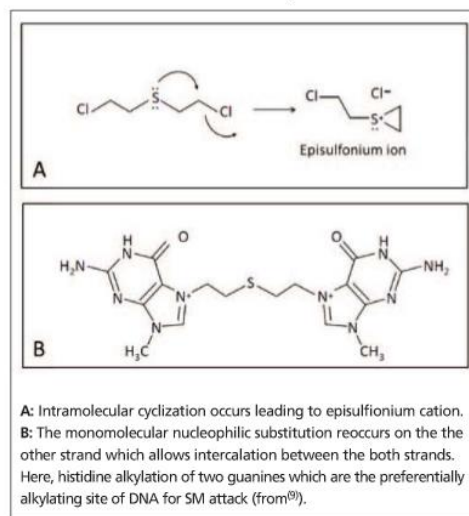 Cl
S
Cl
Cl
Cl-
S+
Episulfonium ion
A
H
N
O
H₂N
N
N+
N
H₃C
S
O
H
N
NH₂
N+
N
N
CH₃
B
A: Intramolecular cyclization occurs leading to episulfionium cation.
B: The monomolecular nucleophilic substitution reoccurs on the the
other strand which allows intercalation between the both strands.
Here, histidine alkylation of two guanines which are the preferentially
alkylating site of DNA for SM attack (from⁽⁹⁾).